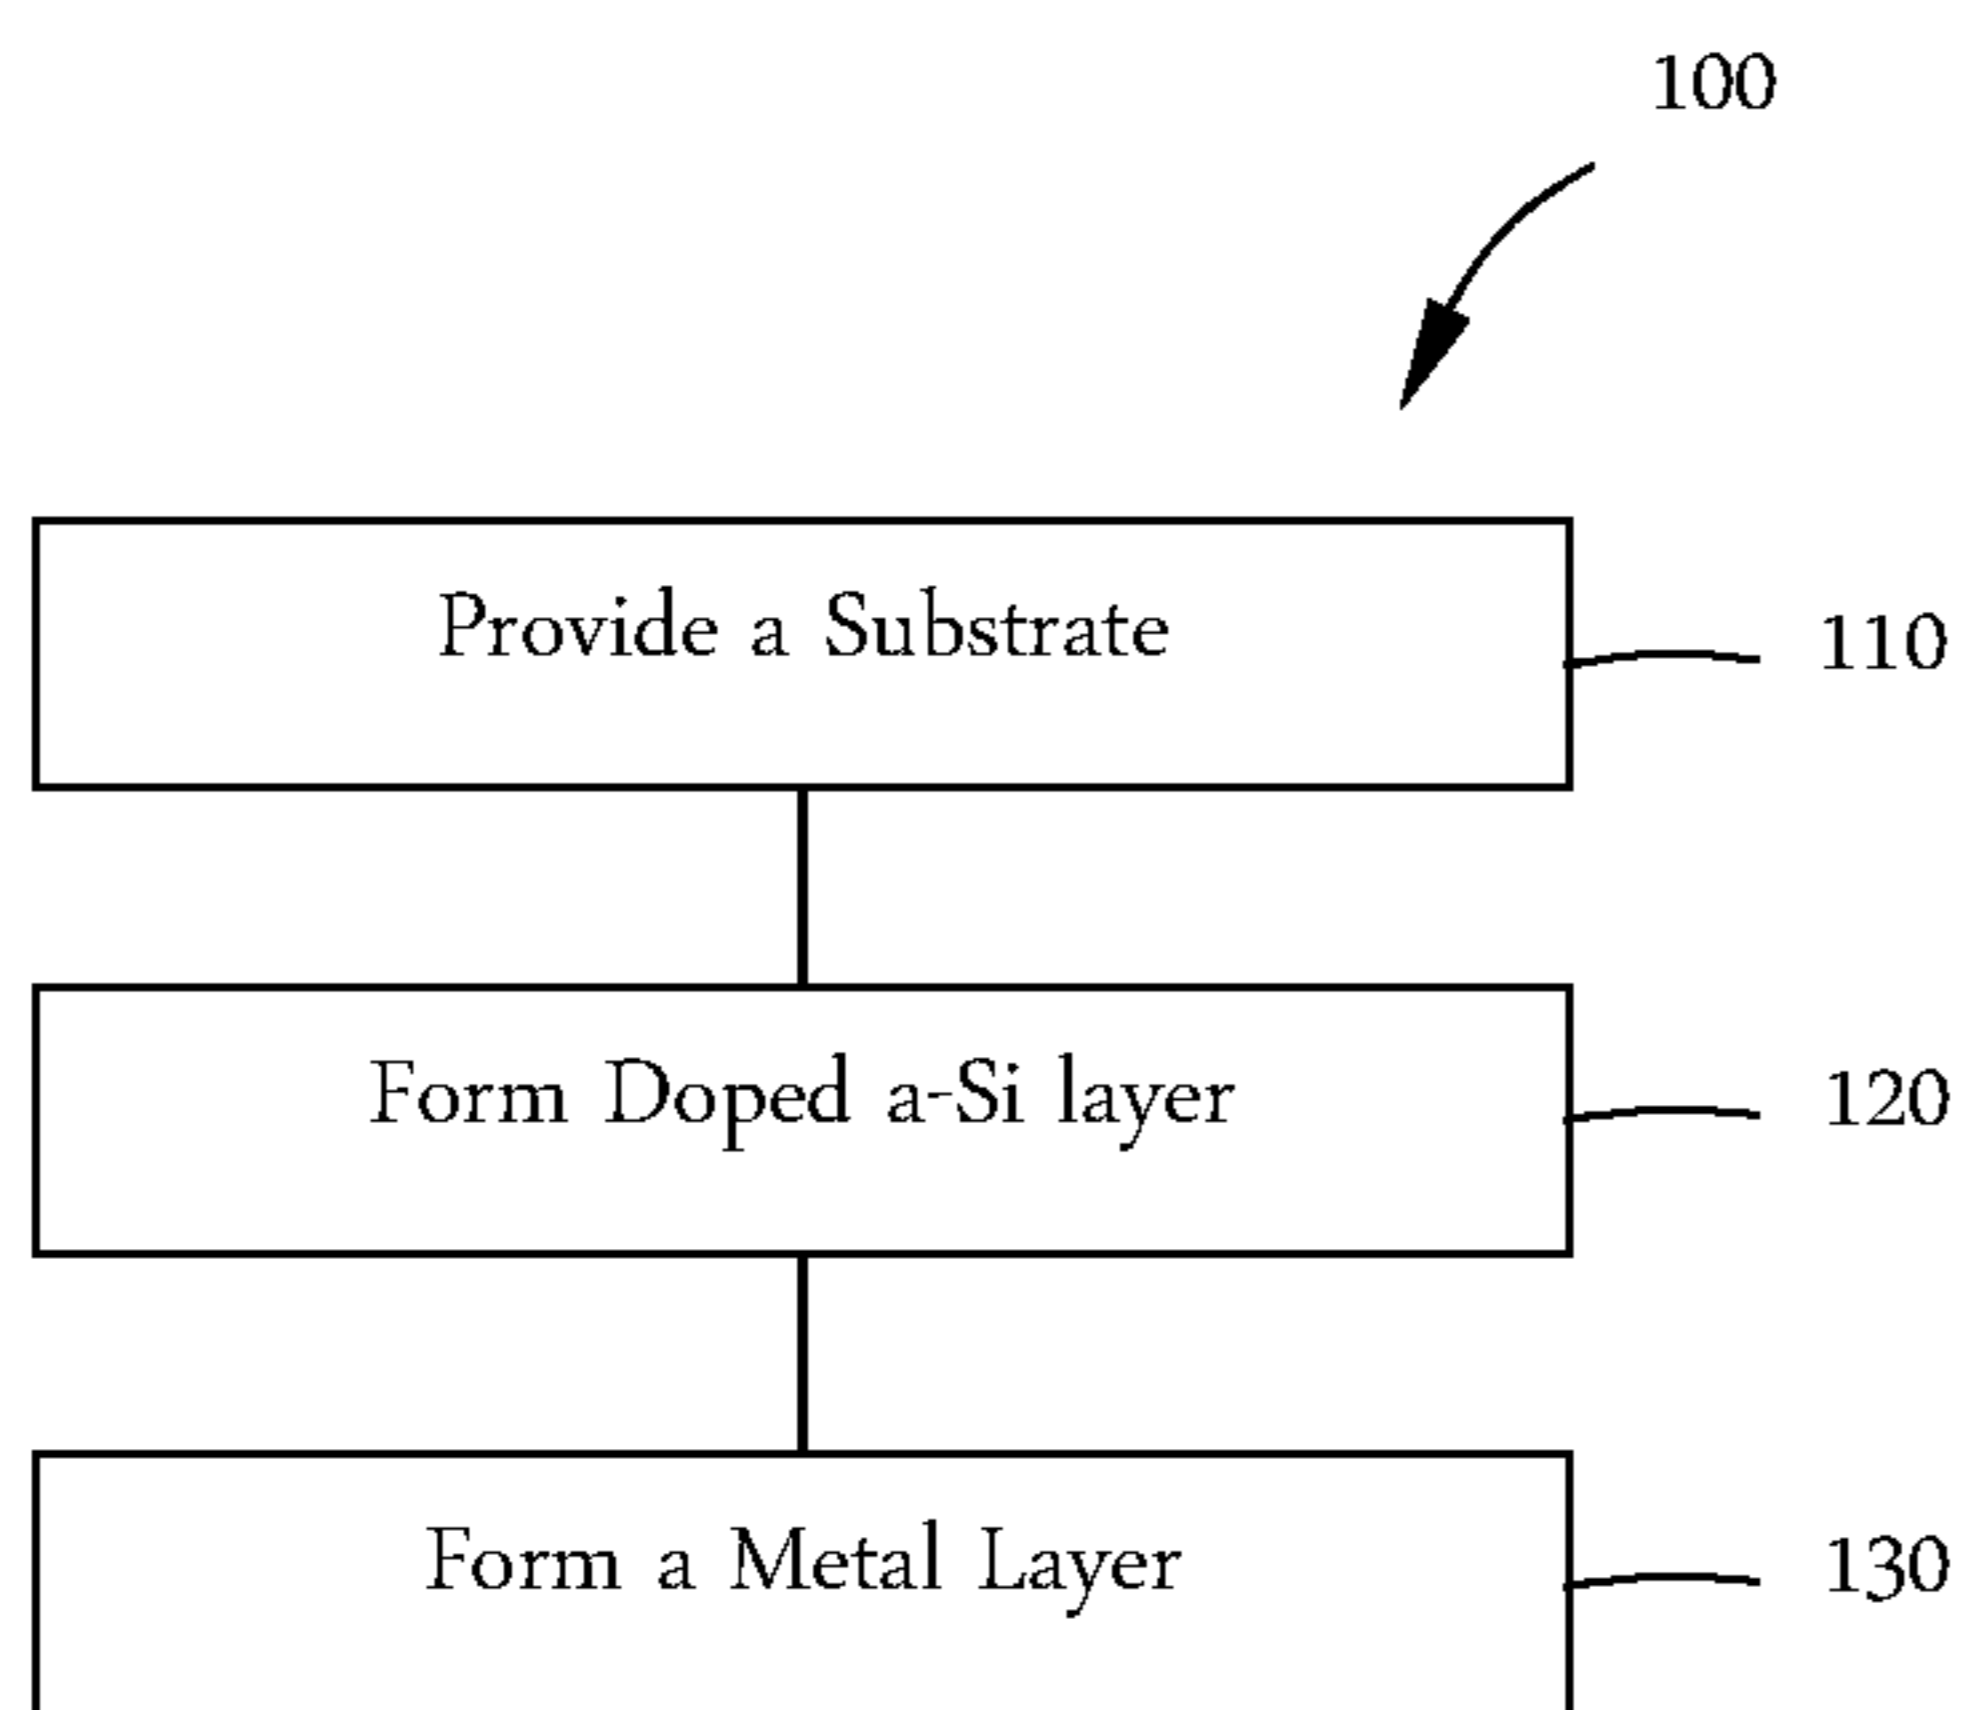 100
Provide a Substrate
110
Form Doped a-Si layer
120
Form a Metal Layer
130